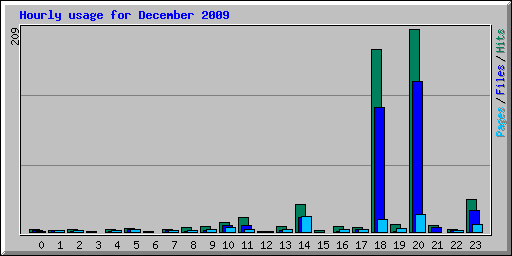 Hourly usage for December 2009
209
Pages / Files / Hits
0 1 2 3 4 5 6 7 8 9 10 11 12 13 14 15 16 17 18 19 20 21 22 23